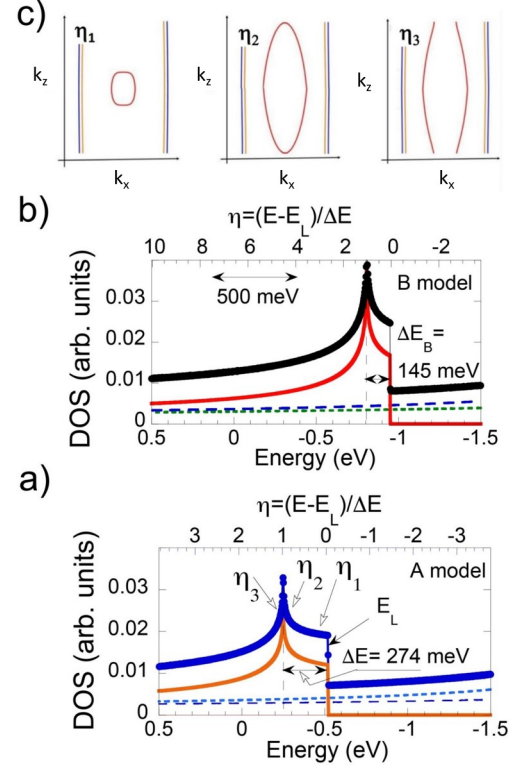 c)
η1 η2 η3
kz kz kz
kx kx kx
b)
η=(E-EL)/ΔE
10 8 6 4 2 0 -2
500 meV
B model
ΔEB=
145 meV
DOS (arb. units)
0.03
0.02
0.01
0
0.5 0 -0.5 -1 -1.5
Energy (eV)
a)
η=(E-EL)/ΔE
3 2 1 0 -1 -2 -3
A model
η3 η2 η1
EL
ΔE= 274 meV
DOS (arb. units)
0.03
0.02
0.01
0
0.5 0 -0.5 -1 -1.5
Energy (eV)